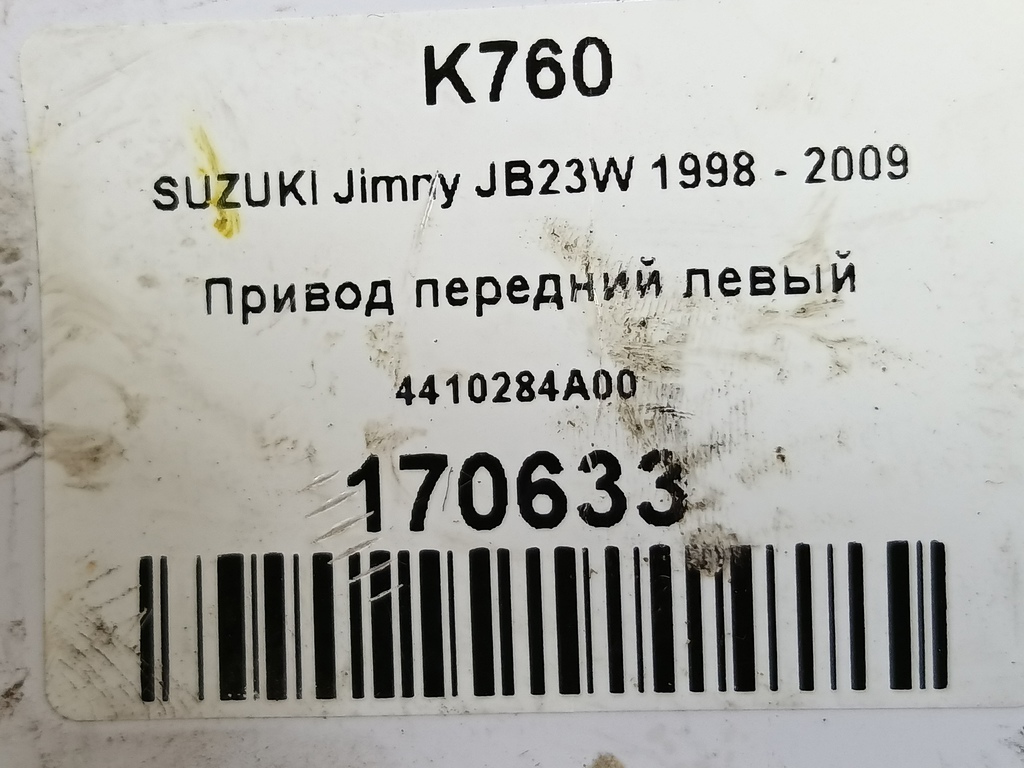 K760
SUZUKI Jimny JB23W 1998 - 2009
Привод передний левый
4410284A00
170633